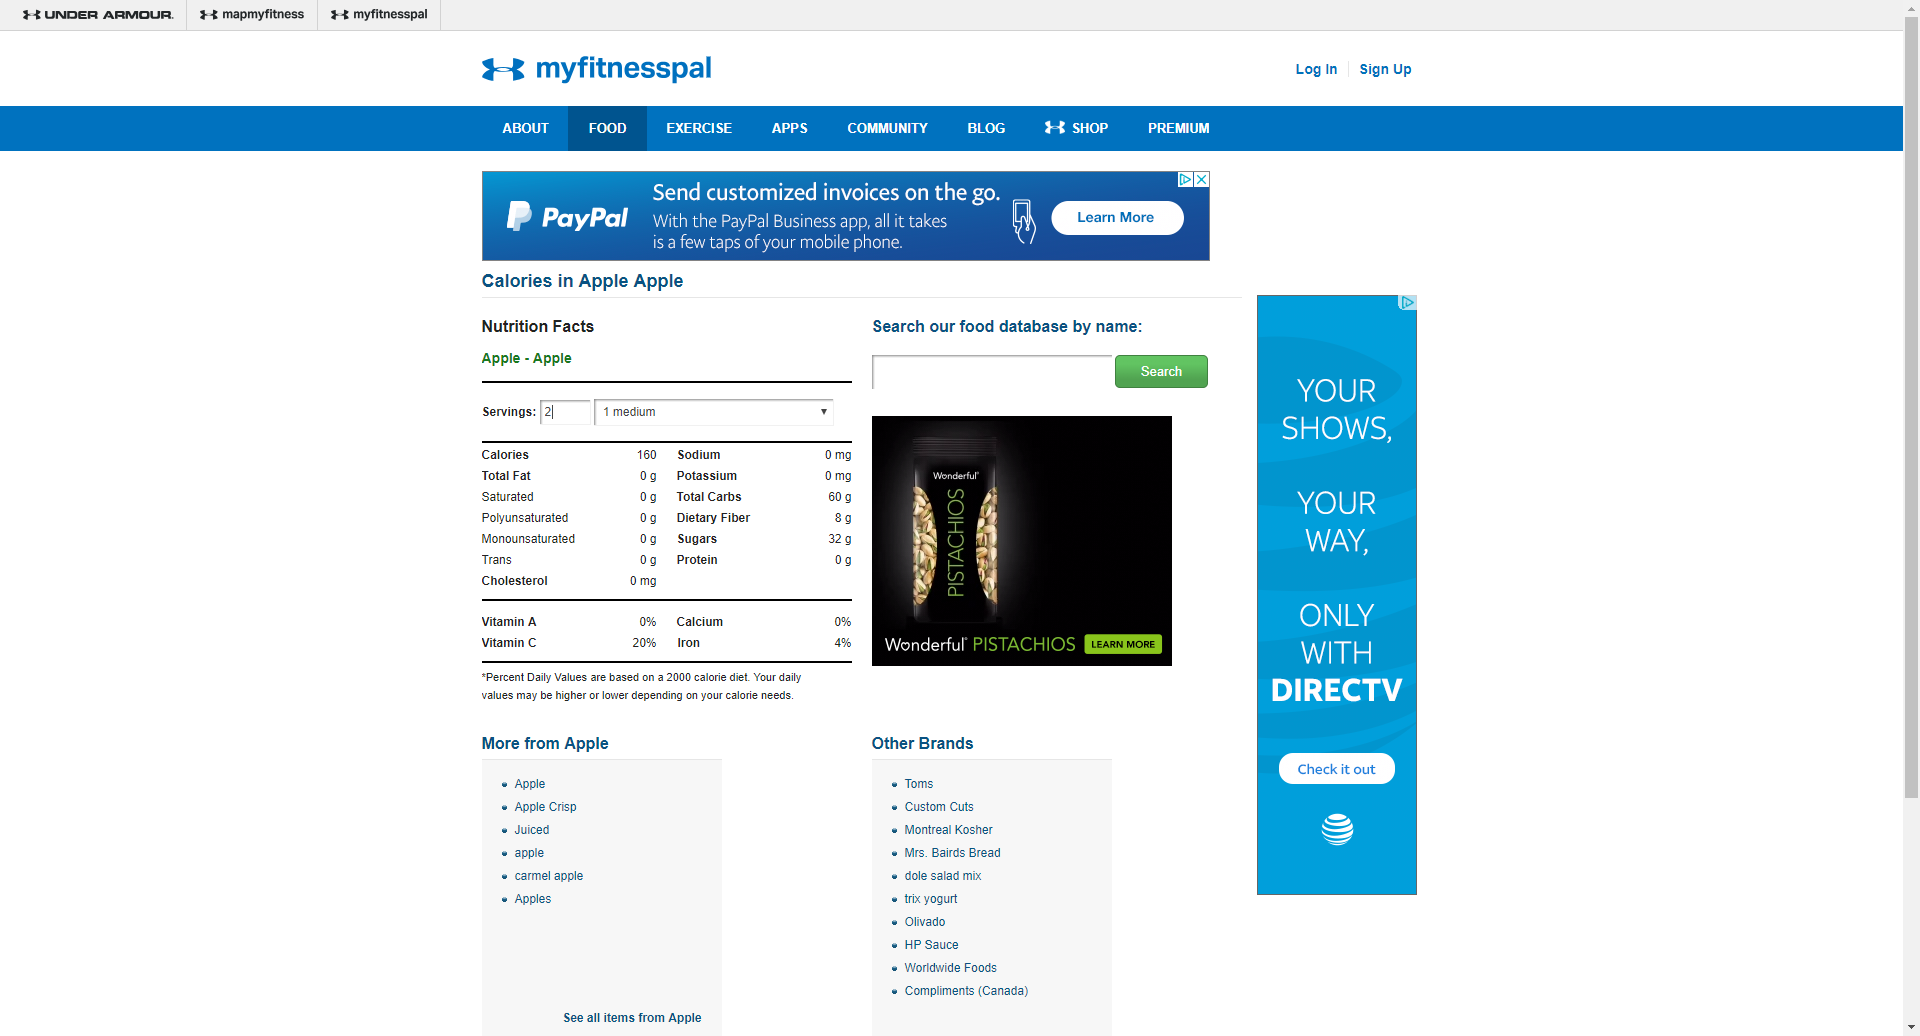 UNDER ARMOUR.
mapmyfitness
myfitnesspal
myfitnesspal
Log In
Sign Up
ABOUT
FOOD
EXERCISE
APPS
COMMUNITY
BLOG
SHOP
PREMIUM
PayPal
Send customized invoices on the go.
With the PayPal Business app, all it takes
is a few taps of your mobile phone.
Learn More
Calories in Apple Apple
Nutrition Facts
Apple - Apple
Servings: 2 1 medium
Calories 160 Sodium 0 mg
Total Fat 0 g Potassium 0 mg
Saturated 0 g Total Carbs 60 g
Polyunsaturated 0 g Dietary Fiber 8 g
Monounsaturated 0 g Sugars 32 g
Trans 0 g Protein 0 g
Cholesterol 0 mg
Vitamin A 0% Calcium 0%
Vitamin C 20% Iron 4%
*Percent Daily Values are based on a 2000 calorie diet. Your daily
values may be higher or lower depending on your calorie needs.
Search our food database by name:
Search
Wonderful
PISTACHIOS
Wonderful PISTACHIOS LEARN MORE
YOUR
SHOWS,
YOUR
WAY,
ONLY
WITH
DIRECTV
Check it out
More from Apple
Apple
Apple Crisp
Juiced
apple
carmel apple
Apples
See all items from Apple
Other Brands
Toms
Custom Cuts
Montreal Kosher
Mrs. Bairds Bread
dole salad mix
trix yogurt
Olivado
HP Sauce
Worldwide Foods
Compliments (Canada)